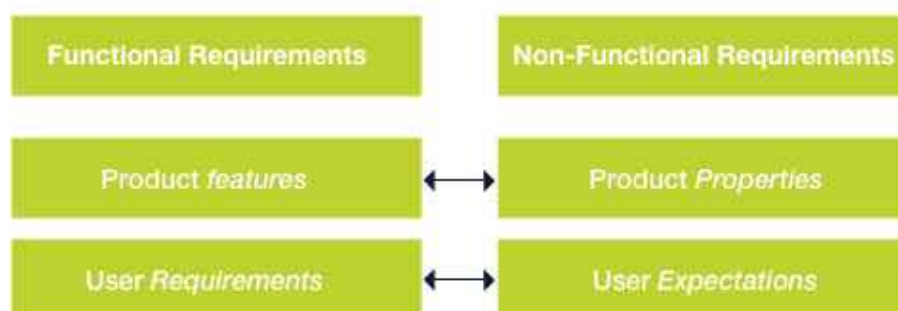 Functional Requirements
Non-Functional Requirements
Product features
Product Properties
User Requirements
User Expectations